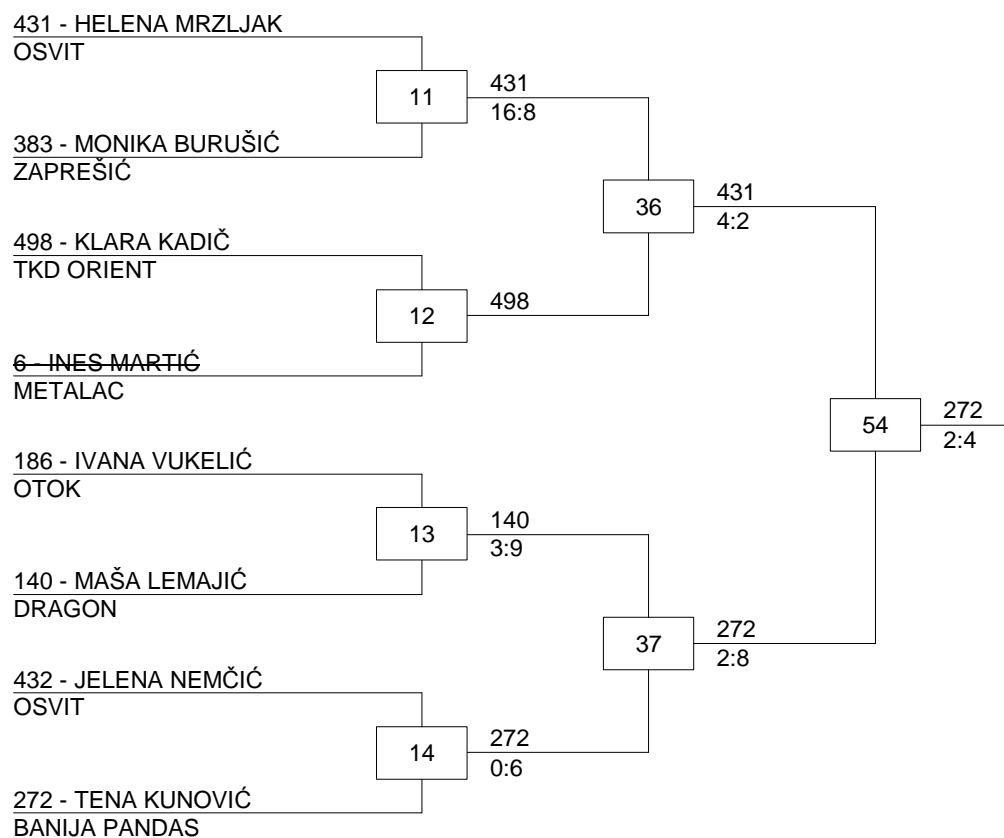 431 - HELENA MRZLJAK
OSVIT
11
431
16:8
383 - MONIKA BURUŠIĆ
ZAPREŠIĆ
36
431
4:2
498 - KLARA KADIČ
TKD ORIENT
12
498
6 - INES MARTIĆ
METALAC
54
272
2:4
186 - IVANA VUKELIĆ
OTOK
13
140
3:9
140 - MAŠA LEMAJIĆ
DRAGON
37
272
2:8
432 - JELENA NEMČIĆ
OSVIT
14
272
0:6
272 - TENA KUNOVIĆ
BANIJA PANDAS